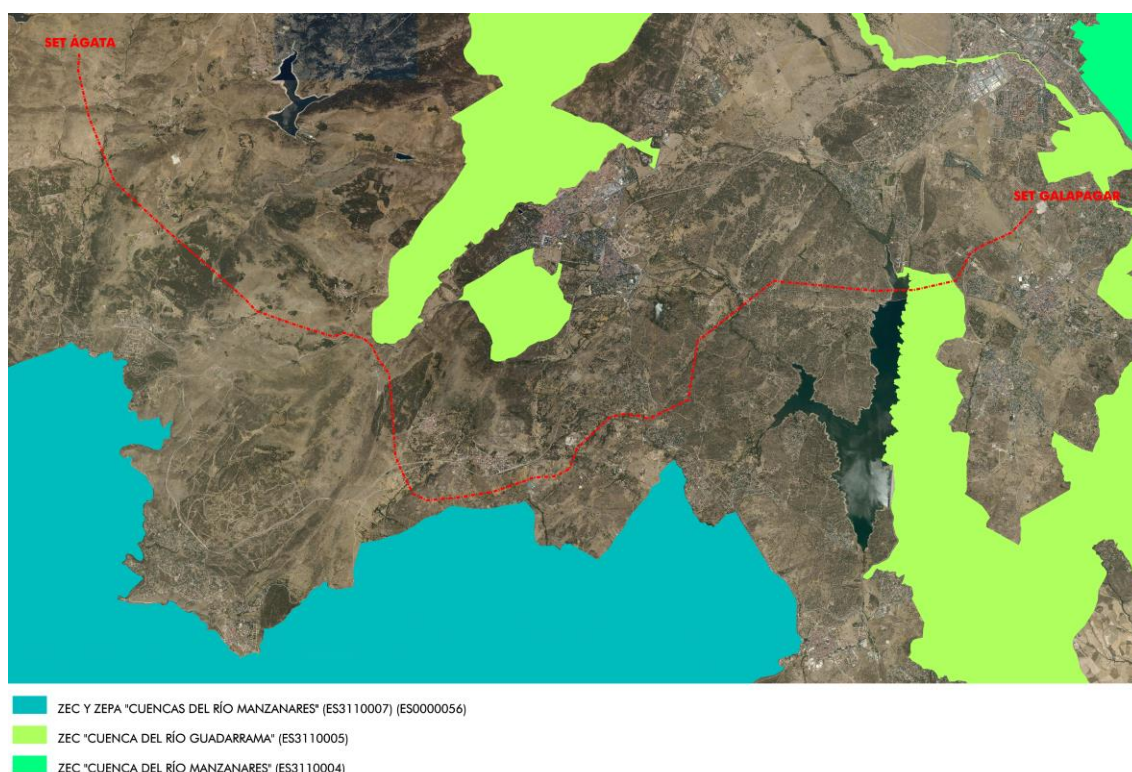 SET ÁGATA
SET GALAPAGAR
ZEC Y ZEPA "CUENCAS DEL RÍO MANZANARES" (ES3110007) (ES0000056)
ZEC "CUENCA DEL RÍO GUADARRAMA" (ES3110005)
ZEC "CUENCA DEL RÍO MANZANARES" (ES3110004)